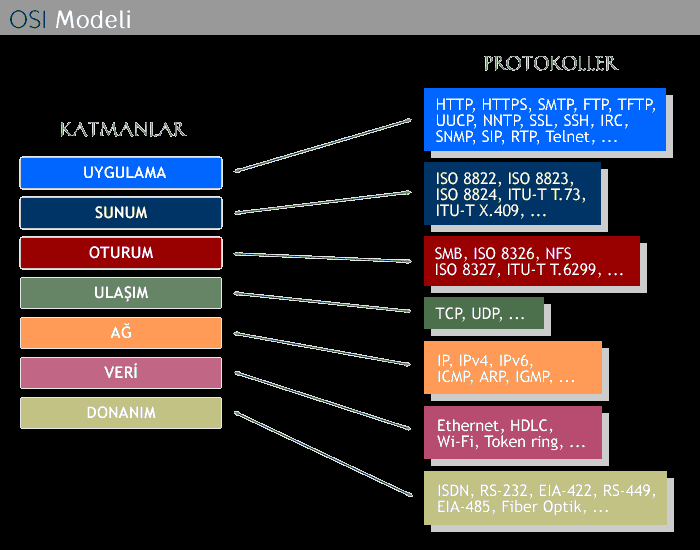 OSI Modeli
PROTOKOLLER
KATMANLAR
UYGULAMA
SUNUM
OTURUM
ULAŞIM
AĞ
VERİ
DONANIM
HTTP, HTTPS, SMTP, FTP, TFTP,
UUCP, NNTP, SSL, SSH, IRC,
SNMP, SIP, RTP, Telnet, ...
ISO 8822, ISO 8823,
ISO 8824, ITU-T T.73,
ITU-T X.409, ...
SMB, ISO 8326, NFS
ISO 8327, ITU-T T.6299, ...
TCP, UDP, ...
IP, IPv4, IPv6,
ICMP, ARP, IGMP, ...
Ethernet, HDLC,
Wi-Fi, Token ring, ...
ISDN, RS-232, EIA-422, RS-449,
EIA-485, Fiber Optik, ...